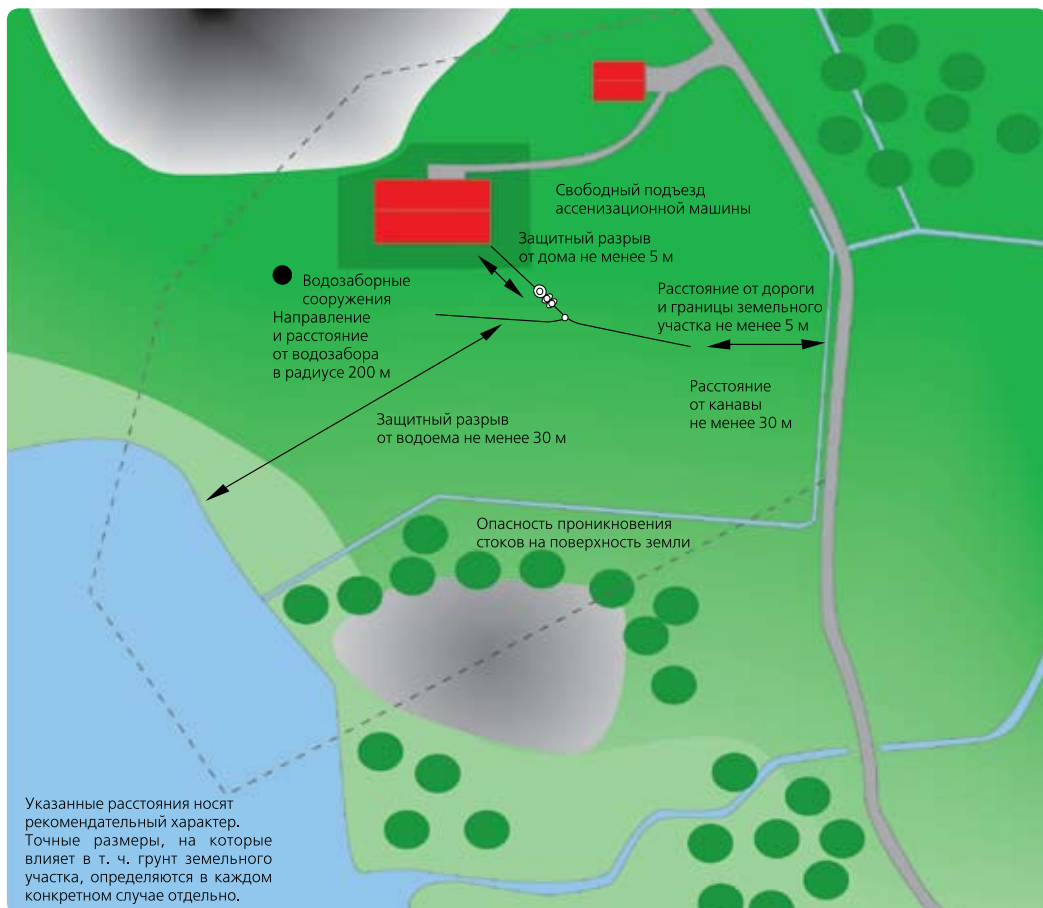 Свободный подъезд
ассенизационной машины
Защитный разрыв
от дома не менее 5 м
Водозаборные
сооружения
Направление
и расстояние
от водозабора
в радиусе 200 м
Расстояние от дороги
и границы земельного
участка не менее 5 м
Расстояние
от канавы
не менее 30 м
Защитный разрыв
от водоема не менее 30 м
Опасность проникновения
стоков на поверхность земли
Указанные расстояния носят
рекомендательный характер.
Точные размеры, на которые
влияет в т. ч. грунт земельного
участка, определяются в каждом
конкретном случае отдельно.